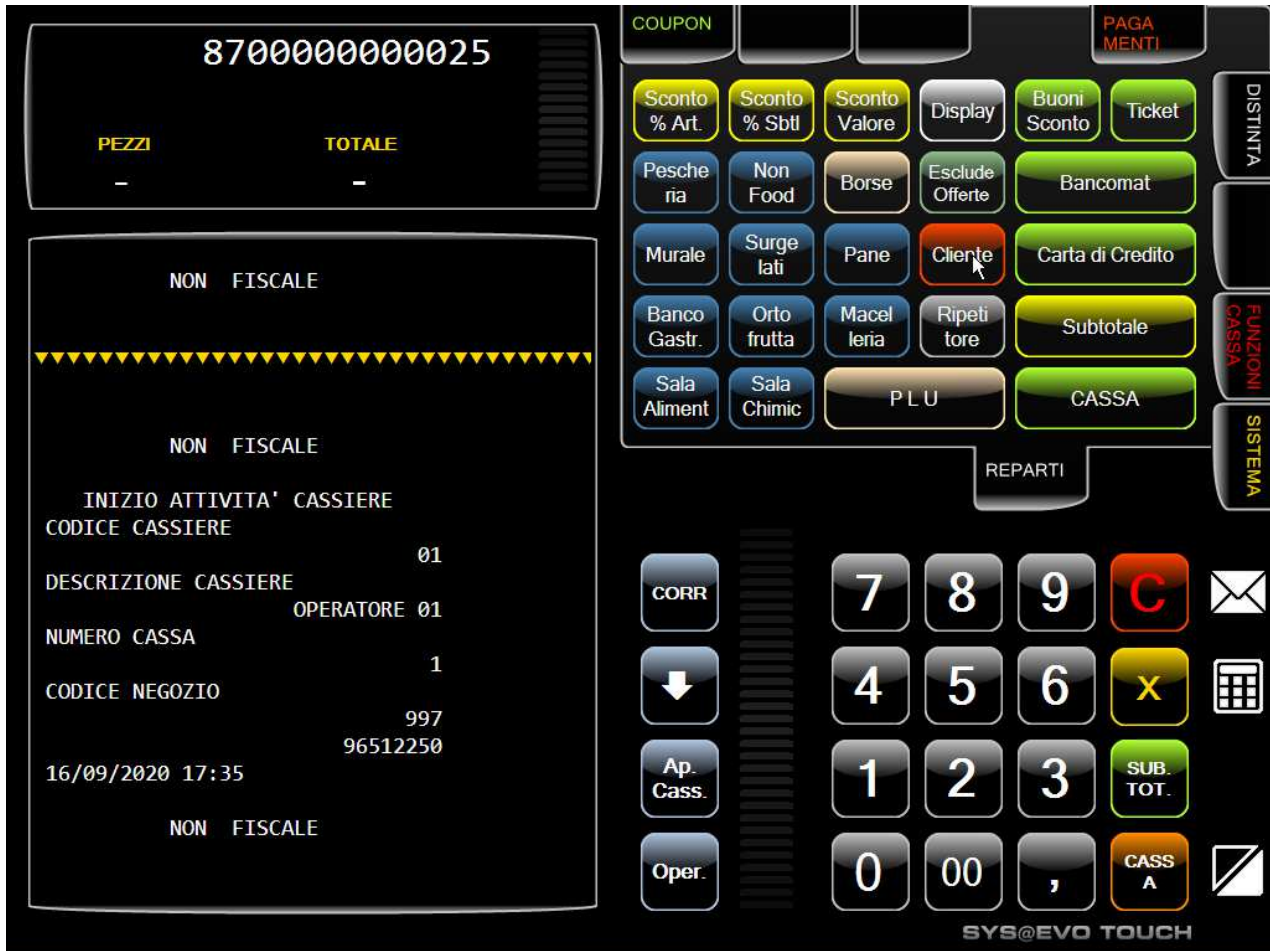 8700000000025
PEZZI TOTALE
- -
NON FISCALE
NON FISCALE
INIZIO ATTIVITA' CASSIERE
CODICE CASSIERE
01
DESCRIZIONE CASSIERE
OPERATORE 01
NUMERO CASSA
1
CODICE NEGOZIO
997
96512250
16/09/2020 17:35
NON FISCALE
COUPON
PAGA
MENTI
Sconto
% Art.
Sconto
% Sbtl
Sconto
Valore
Display
Buoni
Sconto
Ticket
Pesche
ria
Non
Food
Borse
Esclude
Offerte
Bancomat
Murale
Surge
lati
Pane
Cliente
Carta di Credito
Banco
Gastr.
Orto
frutta
Macel
leria
Ripeti
tore
Subtotale
Sala
Aliment
Sala
Chimic
P L U
CASSA
REPARTI
DISTINTA
FUNZIONI
CASSA
SISTEMA
CORR
7 8 9 C
4 5 6 X
Ap.
Cass.
1 2 3
SUB.
TOT.
Oper.
0 00 ,
CASS
A
SYS@EVO TOUCH